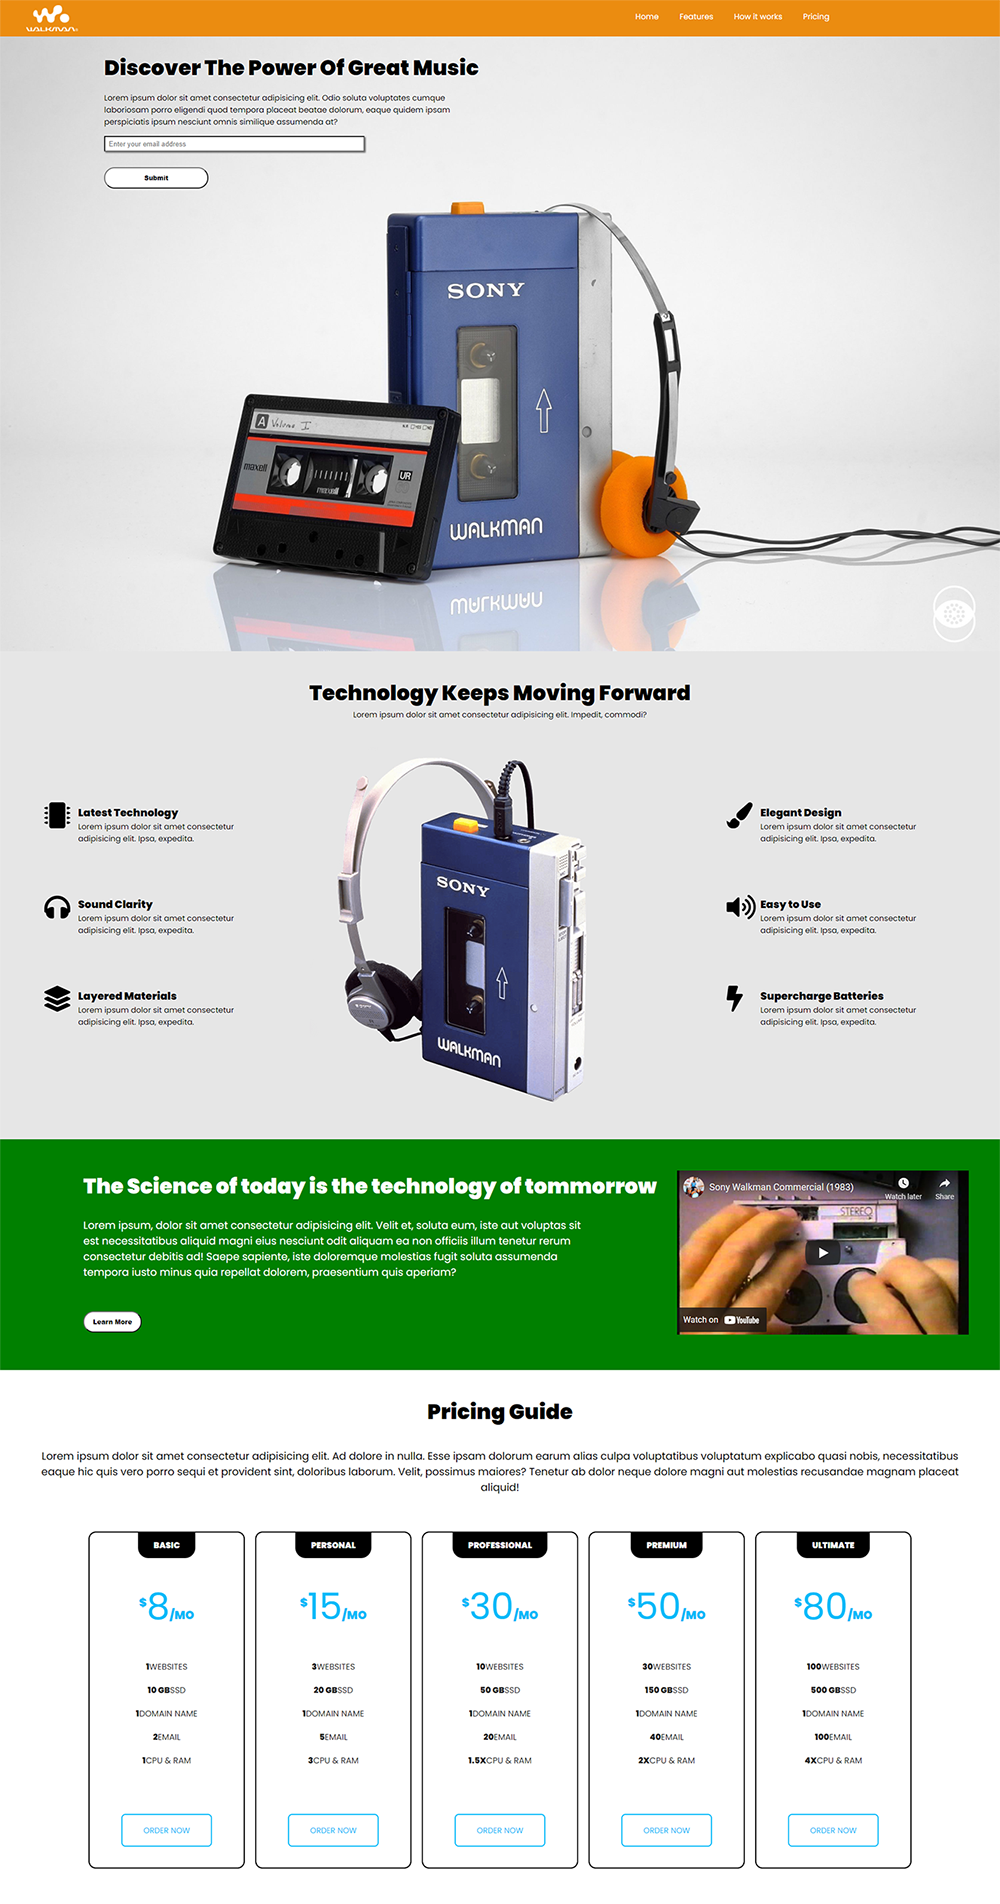 WALKMAN
Home Features How it works Pricing
Discover The Power Of Great Music
Lorem ipsum dolor sit amet consectetur adipisicing elit. Odio soluta voluptates cumque
laboriosam porro eligendi quod tempora placeat beatae dolorum, eaque quidem ipsam
perspiciatis ipsum nesciunt omnis similique assumenda at?
Enter your email address
Submit
SONY
A Volume I
maxell
UR
maxell
WALKMAN
Technology Keeps Moving Forward
Lorem ipsum dolor sit amet consectetur adipisicing elit. Impedit, commodi?
Latest Technology
Lorem ipsum dolor sit amet consectetur
adipisicing elit. Ipsa, expedita.
Sound Clarity
Lorem ipsum dolor sit amet consectetur
adipisicing elit. Ipsa, expedita.
Layered Materials
Lorem ipsum dolor sit amet consectetur
adipisicing elit. Ipsa, expedita.
SONY
WALKMAN
Elegant Design
Lorem ipsum dolor sit amet consectetur
adipisicing elit. Ipsa, expedita.
Easy to Use
Lorem ipsum dolor sit amet consectetur
adipisicing elit. Ipsa, expedita.
Supercharge Batteries
Lorem ipsum dolor sit amet consectetur
adipisicing elit. Ipsa, expedita.
The Science of today is the technology of tommorrow
Lorem ipsum, dolor sit amet consectetur adipisicing elit. Velit et, soluta eum, iste aut voluptas sit
est necessitatibus aliquid magni eius nesciunt odit aliquam ea non officiis illum tenetur rerum
consectetur debitis ad! Saepe sapiente, iste doloremque molestias fugit soluta assumenda
tempora iusto minus quia repellat dolorem, praesentium quis aperiam?
Learn More
Sony Walkman Commercial (1983)
Watch later Share
STEREO
Watch on YouTube
Pricing Guide
Lorem ipsum dolor sit amet consectetur adipisicing elit. Ad dolore in nulla. Esse ipsam dolorum earum alias culpa voluptatibus voluptatum explicabo quasi nobis, necessitatibus
eaque hic quis vero porro sequi et provident sint, doloribus laborum. Velit, possimus maiores? Tenetur ab dolor neque dolore magni aut molestias recusandae magnam placeat
aliquid!
BASIC
$8/MO
1WEBSITES
10 GBSSD
1DOMAIN NAME
2EMAIL
1CPU & RAM
ORDER NOW
PERSONAL
$15/MO
3WEBSITES
20 GBSSD
1DOMAIN NAME
5EMAIL
3CPU & RAM
ORDER NOW
PROFESSIONAL
$30/MO
10WEBSITES
50 GBSSD
1DOMAIN NAME
20EMAIL
1.5XCPU & RAM
ORDER NOW
PREMIUM
$50/MO
30WEBSITES
150 GBSSD
1DOMAIN NAME
40EMAIL
2XCPU & RAM
ORDER NOW
ULTIMATE
$80/MO
100WEBSITES
500 GBSSD
1DOMAIN NAME
100EMAIL
4XCPU & RAM
ORDER NOW